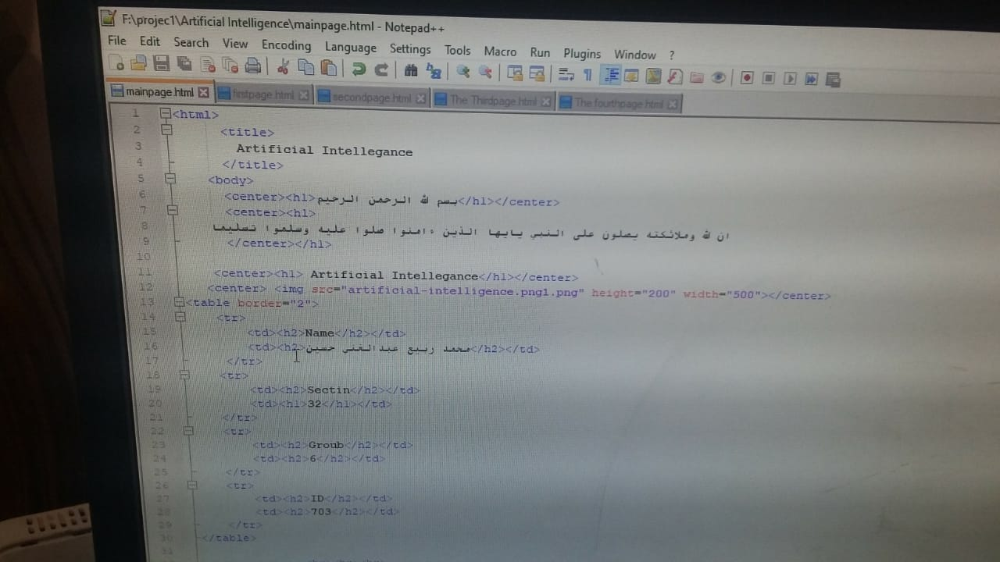 F:\projec1\Artificial Intelligence\mainpage.html - Notepad++
File Edit Search View Encoding Language Settings Tools Macro Run Plugins Window ?
mainpage.html firstpage.html secondpage.html The Thirdpage.html The fourthpage.html
1 <html>
2 <title>
3 Artificial Intellegance
4 </title>
5 <body>
6 <center><h1>بسم لله الرحمن الرحيم</h1></center>
7 <center><h1>
8 ان لله وملائكته يصلون على النبي يايها الذين ءامنوا صلوا عليه وسلموا تسليما
9 </center></h1>
10
11 <center><h1> Artificial Intellegance</h1></center>
12 <center> <img src="artificial-intelligence.png1.png" height="200" width="500"></center>
13 <table border="2">
14 <tr>
15 <td><h2>Name</h2></td>
16 <td><h2>محمد ربيع عبدالغني حسين</h2></td>
17 </tr>
18 <tr>
19 <td><h2>Sectin</h2></td>
20 <td><h1>32</h1></td>
21 </tr>
22 <tr>
23 <td><h2>Groub</h2></td>
24 <td><h2>6</h2></td>
25 </tr>
26 <tr>
27 <td><h2>ID</h2></td>
28 <td><h2>703</h2></td>
29 </tr>
30 </table>
31